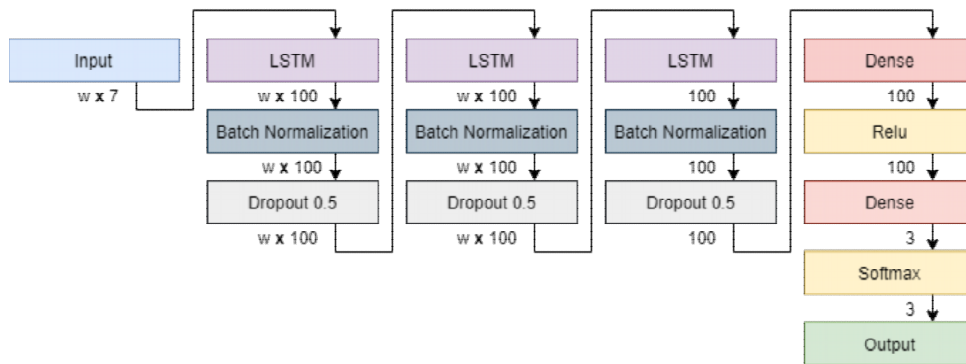 Input
w x 7
LSTM
w x 100
Batch Normalization
w x 100
Dropout 0.5
w x 100
LSTM
w x 100
Batch Normalization
w x 100
Dropout 0.5
w x 100
LSTM
100
Batch Normalization
100
Dropout 0.5
100
Dense
100
Relu
100
Dense
3
Softmax
3
Output